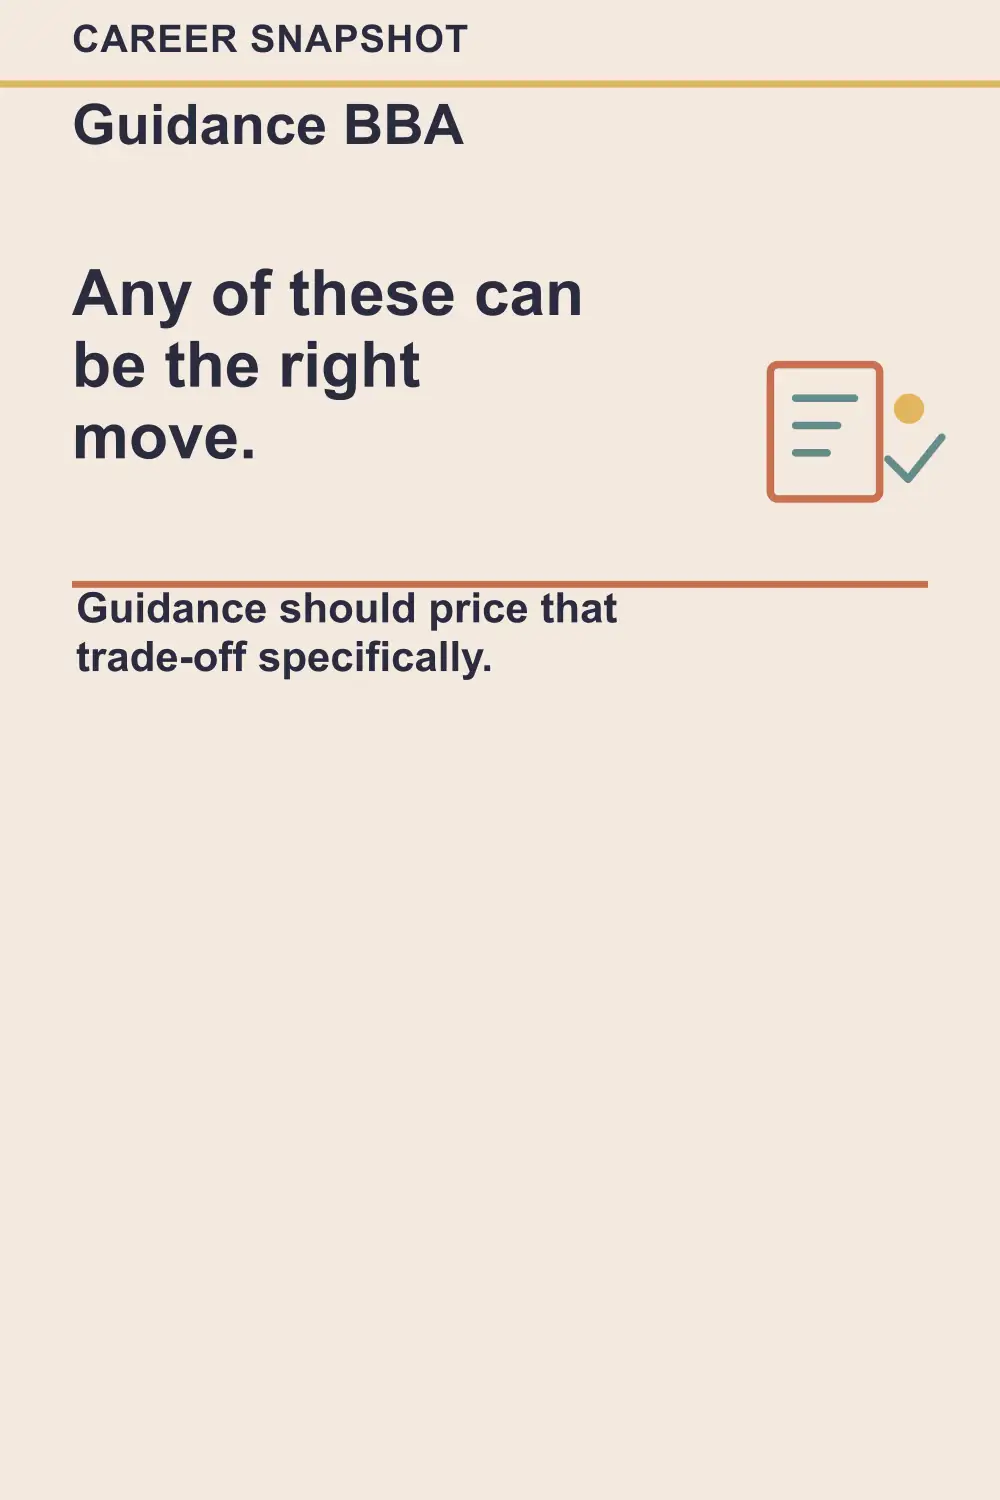 CAREER SNAPSHOT
Guidance BBA
Any of these can
be the right
move.
Guidance should price that
trade-off specifically.